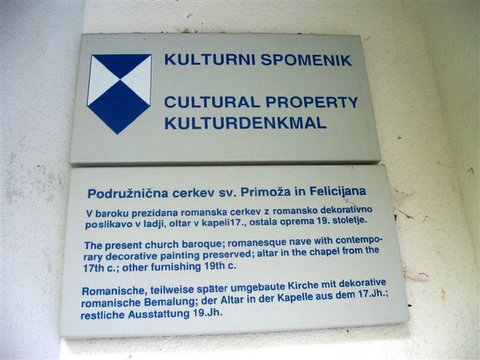 KULTURNI SPOMENIK
CULTURAL PROPERTY
KULTURDENKMAL
Podružnična cerkev sv. Primoža in Felicijana
V baroku prezidana romanska cerkev z romansko dekorativno
poslikavo v ladji, oltar v kapeli17., ostala oprema 19. stoletje.
The present church baroque; romanesque nave with contempo-
rary decorative painting preserved; altar in the chapel from the
17th c.; other furnishing 19th c.
Romanische, teilweise später umgebaute Kirche mit dekorative
romanische Bemalung; der Altar in der Kapelle aus dem 17.Jh.;
restliche Ausstattung 19.Jh.